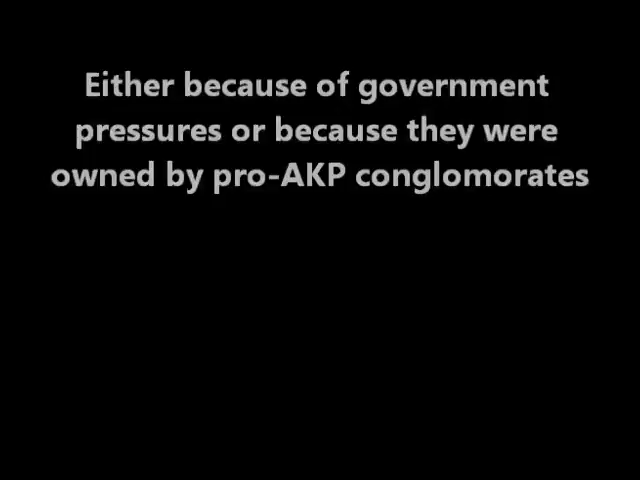 Either because of government
pressures or because they were
owned by pro-AKP conglomorates